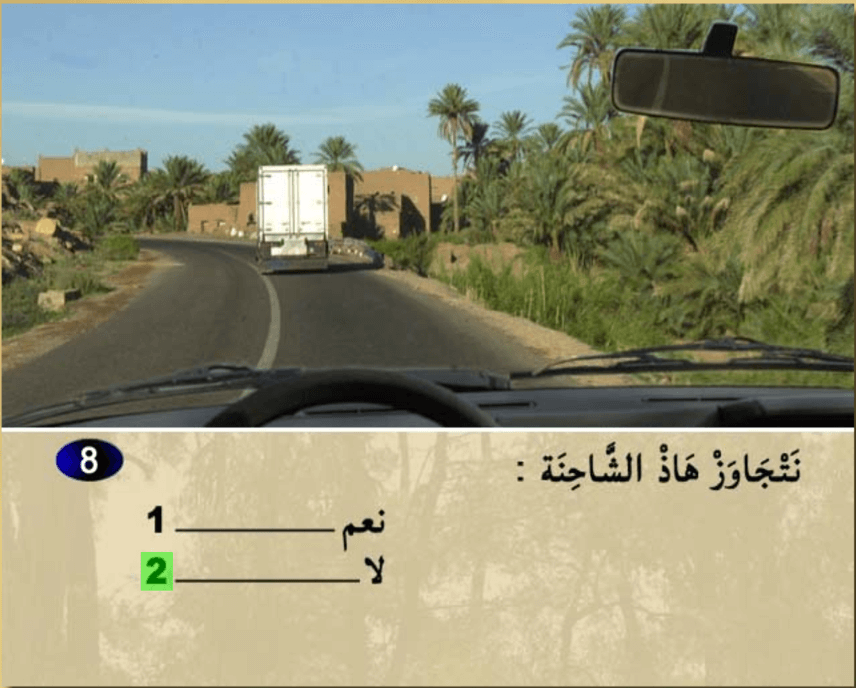 8
نَتْجَاوَزْ هَاذْ الشَّاحِنَة :
نعم 1
لا 2